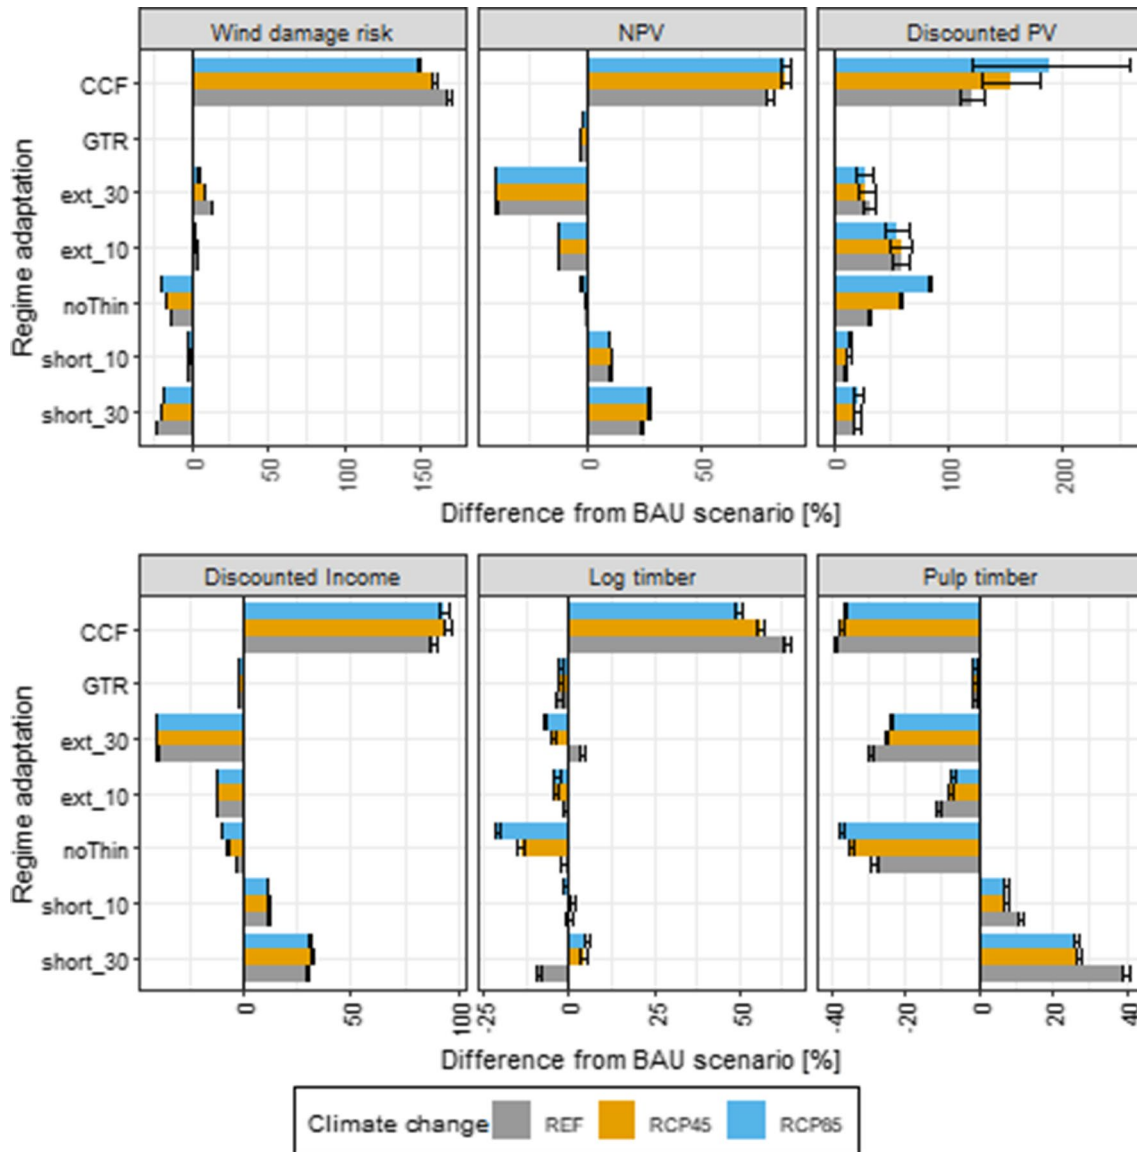 Wind damage risk NPV Discounted PV
CCF
GTR
ext_30
ext_10
noThin
short_10
short_30
Regime adaptation
0 50 100 150 0 50 0 100 200
Difference from BAU scenario [%]
Discounted Income Log timber Pulp timber
CCF
GTR
ext_30
ext_10
noThin
short_10
short_30
Regime adaptation
0 50 100 -25 0 25 50 -40 -20 0 20 40
Difference from BAU scenario [%]
Climate change REF RCP45 RCP85